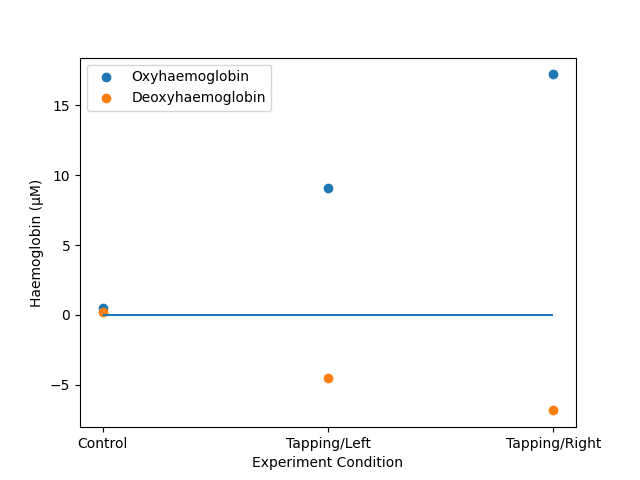 Oxyhaemoglobin
Deoxyhaemoglobin
15
10
5
0
−5
Haemoglobin (μM)
Control
Tapping/Left
Tapping/Right
Experiment Condition